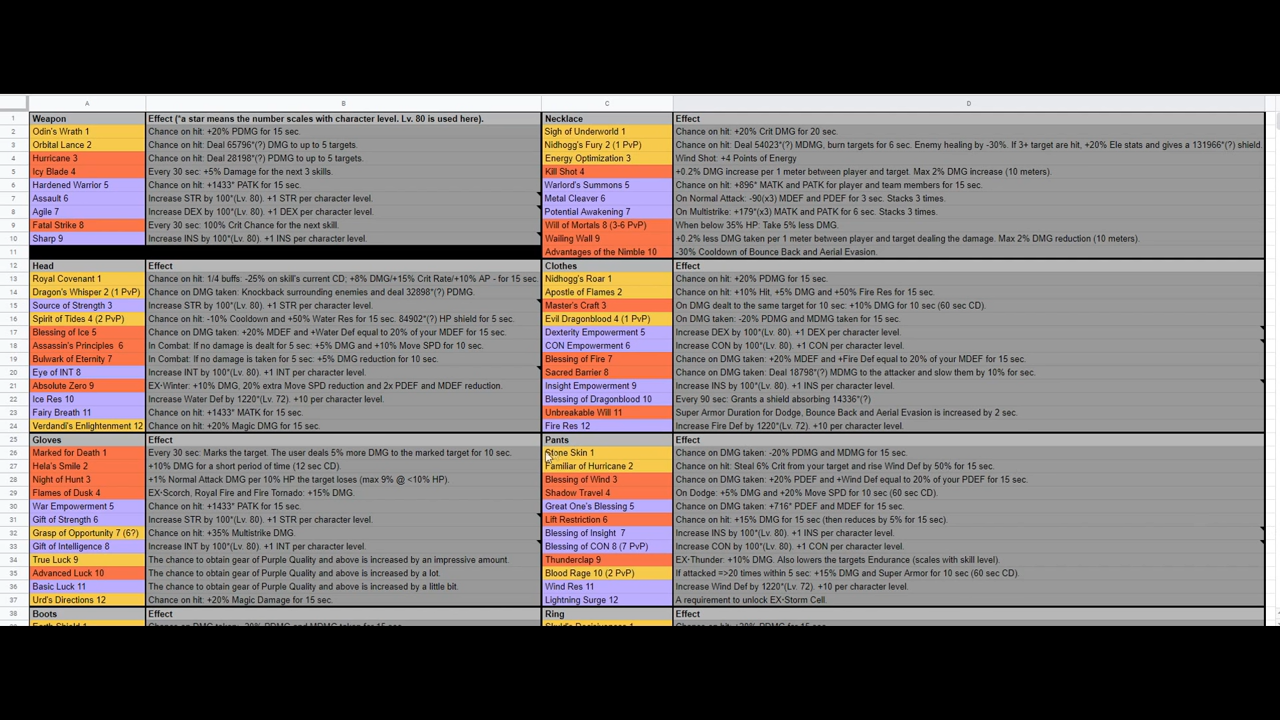 A B C D
1 Weapon Effect (*a star means the number scales with character level. Lv. 80 is used here). Necklace Effect
2 Odin's Wrath 1 Chance on hit: +20% PDMG for 15 sec. Sigh of Underworld 1 Chance on hit: +20% Crit DMG for 20 sec.
3 Orbital Lance 2 Chance on hit: Deal 65796*(?) DMG to up to 5 targets. Nidhogg's Fury 2 (1 PvP) Chance on hit: Deal 54023*(?) MDMG, burn targets for 6 sec. Enemy healing by -30%. If 3+ target are hit, +20% Ele stats and gives a 131966*(?) shield.
4 Hurricane 3 Chance on hit: Deal 28198*(?) PDMG to up to 5 targets. Energy Optimization 3 Wind Shot: +4 Points of Energy
5 Icy Blade 4 Every 30 sec: +5% Damage for the next 3 skills. Kill Shot 4 +0.2% DMG increase per 1 meter between player and target. Max 2% DMG increase (10 meters).
6 Hardened Warrior 5 Chance on hit: +1433* PATK for 15 sec. Warlord's Summons 5 Chance on hit: +896* MATK and PATK for player and team members for 15 sec.
7 Assault 6 Increase STR by 100*(Lv. 80). +1 STR per character level. Metal Cleaver 6 On Normal Attack: -90(x3) MDEF and PDEF for 3 sec. Stacks 3 times.
8 Agile 7 Increase DEX by 100*(Lv. 80). +1 DEX per character level. Potential Awakening 7 On Multistrike: +179*(x3) MATK and PATK for 6 sec. Stacks 3 times.
9 Fatal Strike 8 Every 30 sec: 100% Crit Chance for the next skill. Will of Mortals 8 (3-6 PvP) When below 35% HP: Take 5% less DMG
10 Sharp 9 Increase INS by 100*(Lv. 80). +1 INS per character level. Wailing Wall 9 +0.2% less DMG taken per 1 meter between player and target dealing the damage. Max 2% DMG reduction (10 meters).
11 Advantages of the Nimble 10 -30% Cooldown of Bounce Back and Aerial Evasion.
12 Head Effect Clothes Effect
13 Royal Covenant 1 Chance on hit: 1/4 buffs: -25% on skill's current CD; +8% DMG/+15% Crit Rate/+10% AP - for 15 sec. Nidhogg's Roar 1 Chance on hit: +20% PDMG for 15 sec.
14 Dragon's Whisper 2 (1 PvP) Chance on DMG taken: Knockback surrounding enemies and deal 32898*(?) PDMG. Apostle of Flames 2 Chance on hit: +10% Hit, +5% DMG and +50% Fire Res for 15 sec.
15 Source of Strength 3 Increase STR by 100*(Lv. 80). +1 STR per character level. Master's Craft 3 On DMG dealt to the same target for 10 sec: +10% DMG for 10 sec (60 sec CD).
16 Spirit of Tides 4 (2 PvP) Chance on hit: -10% Cooldown and +50% Water Res for 15 sec. 84902*(?) HP shield for 5 sec. Evil Dragonblood 4 (1 PvP) On DMG taken: -20% PDMG and MDMG taken for 15 sec.
17 Blessing of Ice 5 Chance on DMG taken: +20% MDEF and +Water Def equal to 20% of your MDEF for 15 sec. Dexterity Empowerment 5 Increase DEX by 100*(Lv. 80). +1 DEX per character level.
18 Assassin's Principles 6 In Combat: If no damage is dealt for 5 sec: +5% DMG and +10% Move SPD for 10 sec. CON Empowerment 6 Increase CON by 100*(Lv. 80). +1 CON per character level.
19 Bulwark of Eternity 7 In Combat: If no damage is taken for 5 sec: +5% DMG reduction for 10 sec. Blessing of Fire 7 Chance on DMG taken: +20% MDEF and +Fire Def equal to 20% of your MDEF for 15 sec.
20 Eye of INT 8 Increase INT by 100*(Lv. 80). +1 INT per character level. Sacred Barrier 8 Chance on DMG taken: Deal 18798*(?) MDMG to the attacker and slow them by 10% for sec.
21 Absolute Zero 9 EX-Winter: +10% DMG. 20% extra Move SPD reduction and 2x PDEF and MDEF reduction. Insight Empowerment 9 Increase INS by 100*(Lv. 80). +1 INS per character level.
22 Ice Res 10 Increase Water Def by 1220*(Lv. 72). +10 per character level. Blessing of Dragonblood 10 Every 90 sec: Grants a shield absorbing 14336*(?)
23 Fairy Breath 11 Chance on hit: +1433* MATK for 15 sec. Unbreakable Will 11 Super Armor Duration for Dodge, Bounce Back and Aerial Evasion is increased by 2 sec.
24 Verdandi's Enlightenment 12 Chance on hit: +20% Magic DMG for 15 sec. Fire Res 12 Increase Fire Def by 1220*(Lv. 72). +10 per character level.
25 Gloves Effect Pants Effect
26 Marked for Death 1 Every 30 sec: Marks the target. The user deals 5% more DMG to the marked target for 10 sec. Stone Skin 1 Chance on DMG taken: -20% PDMG and MDMG for 15 sec.
27 Hela's Smile 2 +10% DMG for a short period of time (12 sec CD). Familiar of Hurricane 2 Chance on hit: Steal 6% Crit from your target and rise Wind Def by 50% for 15 sec.
28 Night of Hunt 3 +1% Normal Attack DMG per 10% HP the target loses (max 9% @ <10% HP). Blessing of Wind 3 Chance on DMG taken: +20% PDEF and +Wind Def equal to 20% of your PDEF for 15 sec.
29 Flames of Dusk 4 EX-Scorch, Royal Fire and Fire Tornado: +15% DMG. Shadow Travel 4 On Dodge: +5% DMG and +20% Move SPD for 10 sec (60 sec CD).
30 War Empowerment 5 Chance on hit: +1433* PATK for 15 sec. Great One's Blessing 5 Chance on DMG taken: +716* PDEF and MDEF for 15 sec.
31 Gift of Strength 6 Increase STR by 100*(Lv. 80). +1 STR per character level. Lift Restriction 6 Chance on hit: +15% DMG for 15 sec (then reduces by 5% for 15 sec).
32 Grasp of Opportunity 7 (6?) Chance on hit: +35% Multistrike DMG. Blessing of Insight 7 Increase INS by 100*(Lv. 80). +1 INS per character level.
33 Gift of Intelligence 8 Increase INT by 100*(Lv. 80). +1 INT per character level. Blessing of CON 8 (7 PvP) Increase CON by 100*(Lv. 80). +1 CON per character level.
34 True Luck 9 The chance to obtain gear of Purple Quality and above is increased by an impressive amount. Thunderclap 9 EX-Thunder: +10% DMG. Also lowers the targets Endurance (scales with skill level).
35 Advanced Luck 10 The chance to obtain gear of Purple Quality and above is increased by a lot. Blood Rage 10 (2 PvP) If attacked =>20 times within 5 sec: +15% DMG and Super Armor for 10 sec (60 sec CD).
36 Basic Luck 11 The chance to obtain gear of Purple Quality and above is increased by a little bit. Wind Res 11 Increase Wind Def by 1220*(Lv. 72). +10 per character level.
37 Urd's Directions 12 Chance on hit: +20% Magic Damage for 15 sec. Lightning Surge 12 A requirement to unlock EX-Storm Cell.
38 Boots Effect Ring Effect